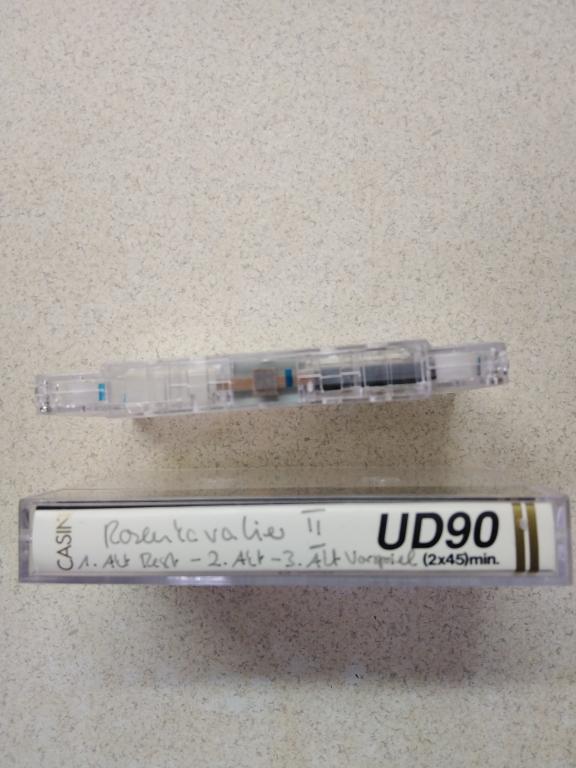 CASIN
Rosenkavalier II
UD90
1. Akt Rest - 2. Akt - 3. Akt Vorspiel
(2x45)min.